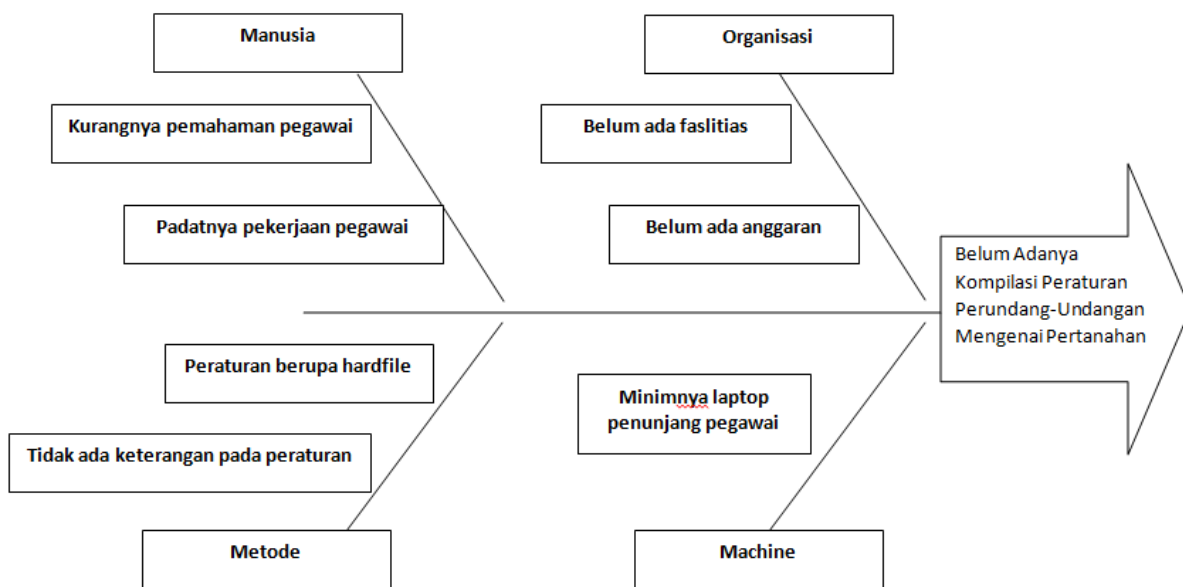 Manusia
Organisasi
Kurangnya pemahaman pegawai
Belum ada faslitias
Padatnya pekerjaan pegawai
Belum ada anggaran
Belum Adanya
Kompilasi Peraturan
Perundang-Undangan
Mengenai Pertanahan
Peraturan berupa hardfile
Minimnya laptop
penunjang pegawai
Tidak ada keterangan pada peraturan
Metode
Machine